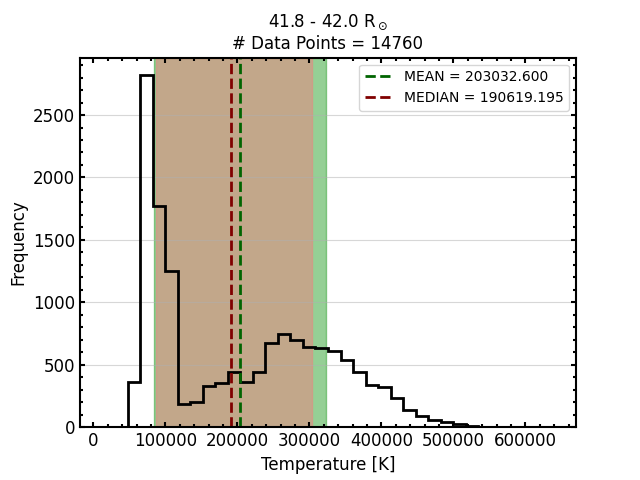 41.8 - 42.0 R⊙
# Data Points = 14760
MEAN = 203032.600
MEDIAN = 190619.195
Frequency
2500
2000
1500
1000
500
0
0 100000 200000 300000 400000 500000 600000
Temperature [K]